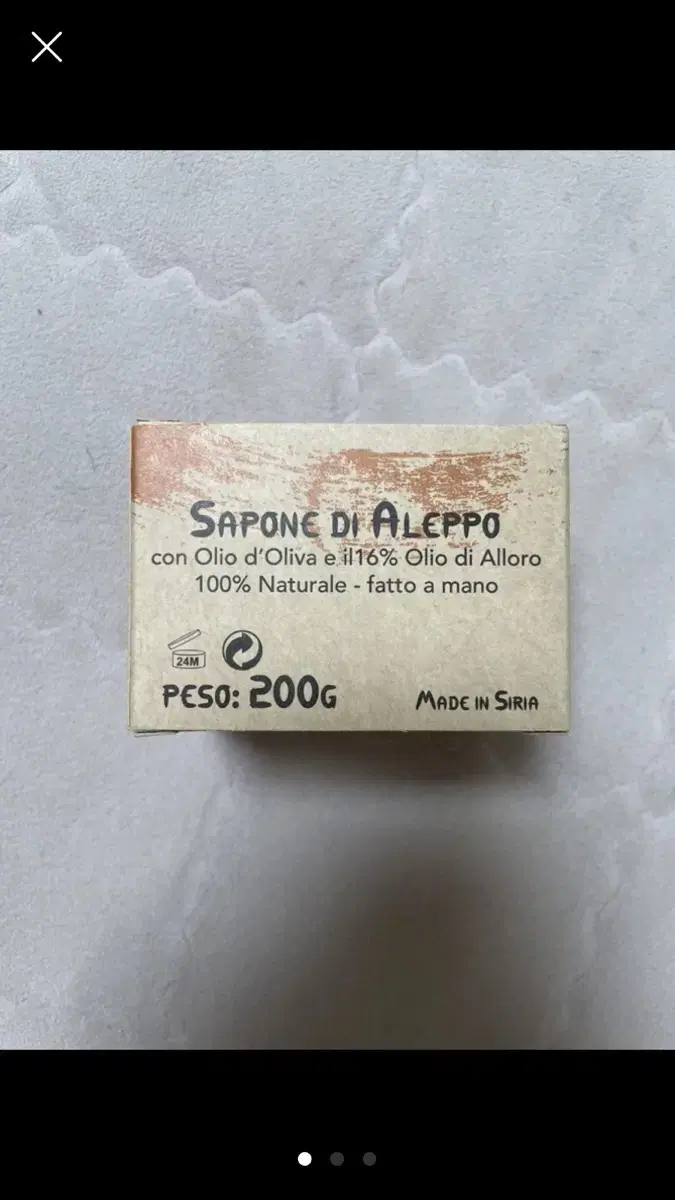 Sapone di Aleppo
con Olio d'Oliva e il16% Olio di Alloro
100% Naturale - fatto a mano
24M
Peso: 200g
Made in Siria